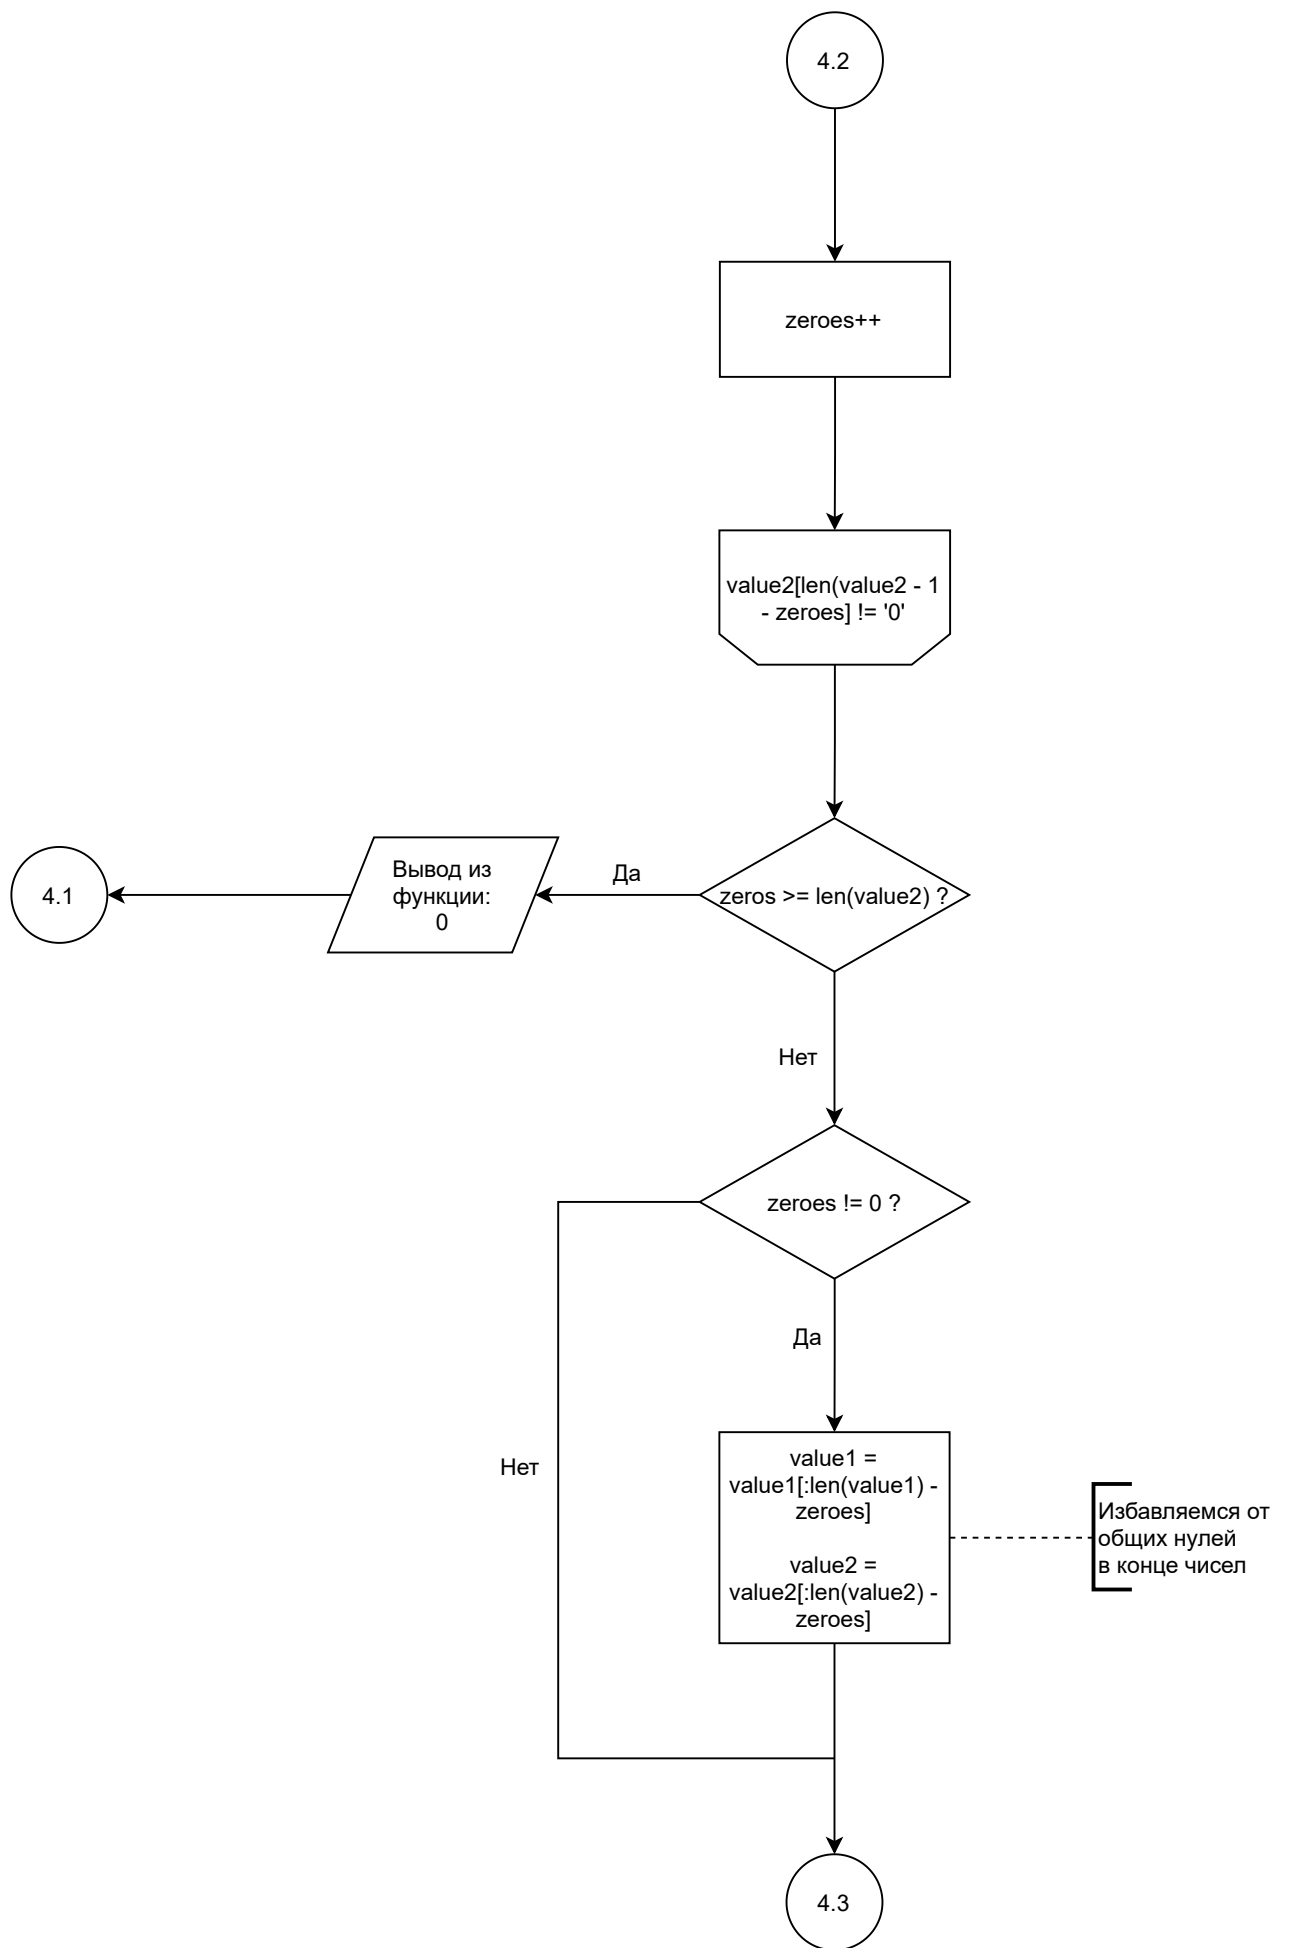 4.2
zeroes++
value2[len(value2 - 1
- zeroes] != '0'
zeros >= len(value2) ?
Да
Вывод из
функции:
0
4.1
Нет
zeroes != 0 ?
Да
Нет
value1 =
value1[:len(value1) -
zeroes]
value2 =
value2[:len(value2) -
zeroes]
Избавляемся от
общих нулей
в конце чисел
4.3